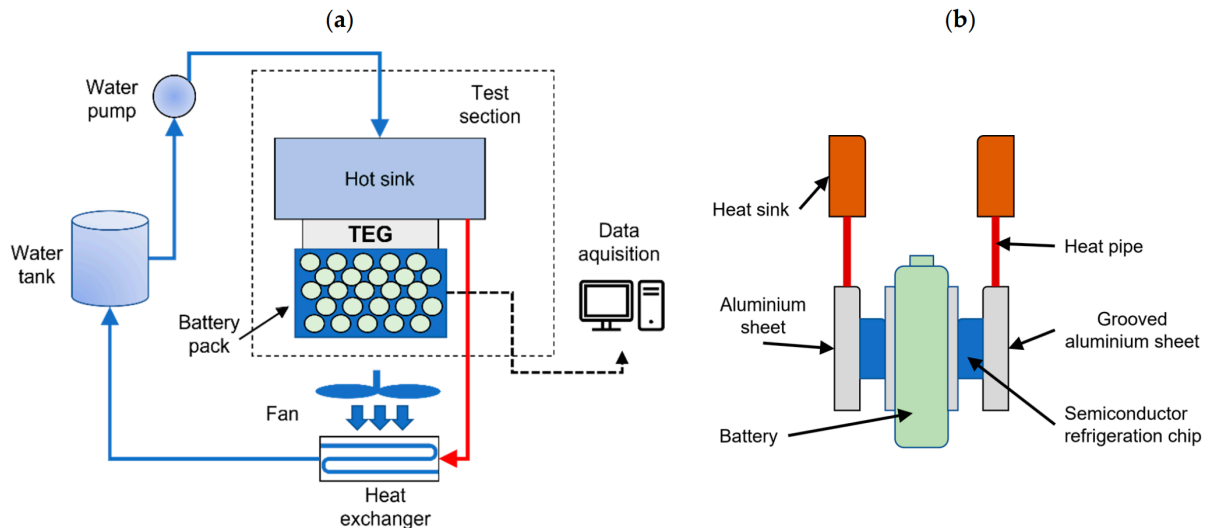 (a)
Water
pump
Test
section
Hot sink
TEG
Water
tank
Data
aquisition
Battery
pack
Fan
Heat
exchanger
(b)
Heat sink
Heat pipe
Aluminium
sheet
Grooved
aluminium sheet
Battery
Semiconductor
refrigeration chip